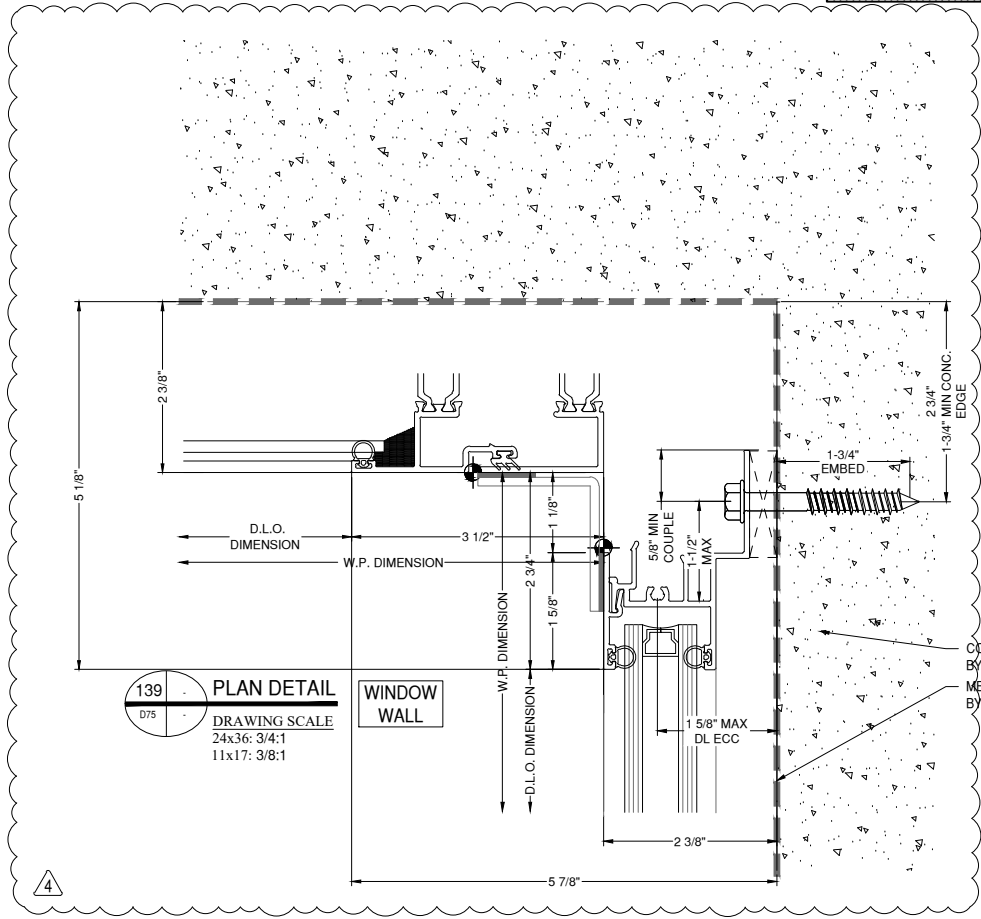 2 3/8"
5 1/8"
2 3/4"
1-3/4" MIN CONC.
EDGE
1-3/4"
EMBED
5/8" MIN
COUPLE
1-1/2"
MAX
1 1/8"
D.L.O.
DIMENSION
3 1/2"
W.P. DIMENSION
2 3/4"
1 5/8"
W.P. DIMENSION
D.L.O. DIMENSION
139
-
D75
-
PLAN DETAIL
DRAWING SCALE
24x36: 3/4:1
11x17: 3/8:1
WINDOW
WALL
1 5/8" MAX
DL ECC
BY
BY
2 3/8"
5 7/8"
4